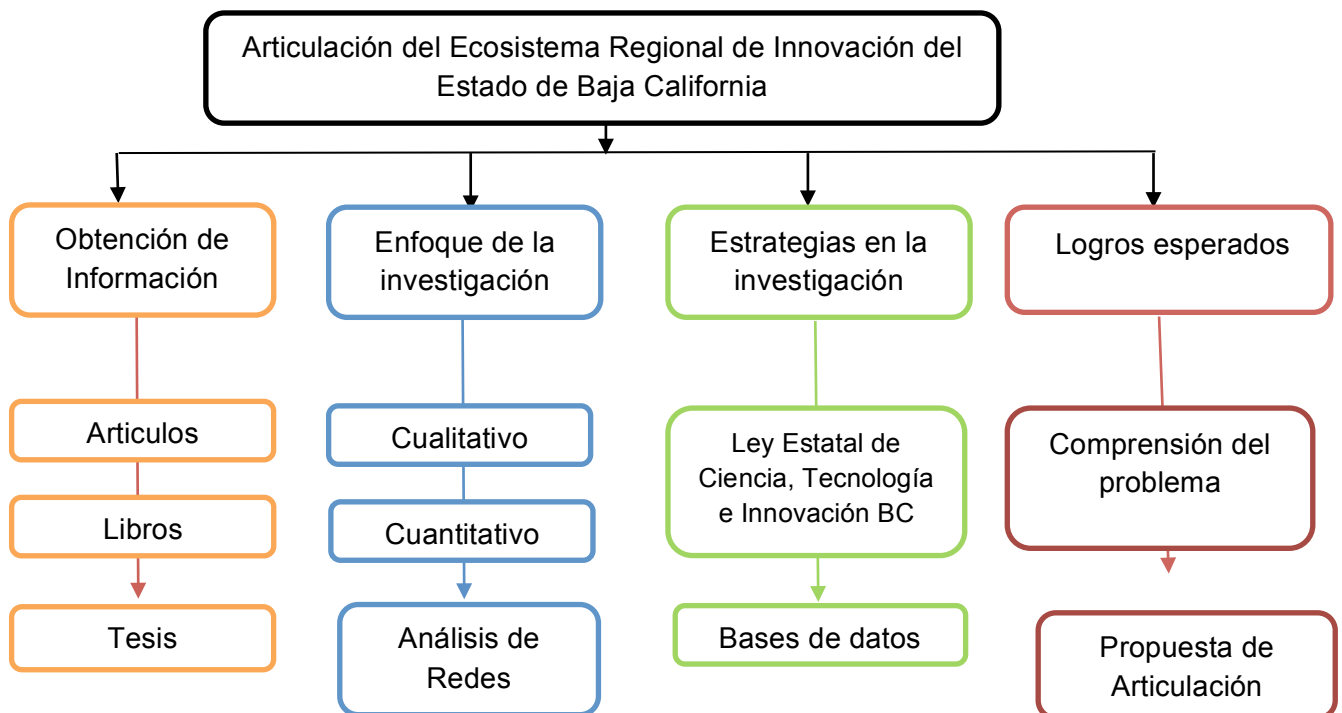 Articulación del Ecosistema Regional de Innovación del
Estado de Baja California
Obtención de
Información
Articulos
Libros
Tesis
Enfoque de la
investigación
Cualitativo
Cuantitativo
Análisis de
Redes
Estrategias en la
investigación
Ley Estatal de
Ciencia, Tecnología
e Innovación BC
Bases de datos
Logros esperados
Comprensión del
problema
Propuesta de
Articulación